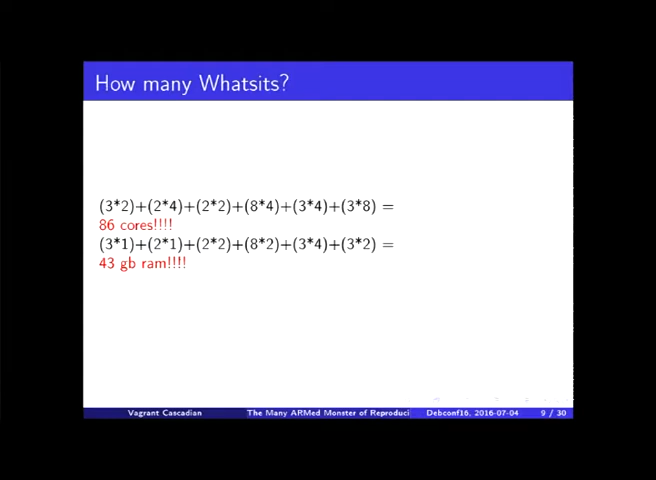 How many Whatsits?
(3*2)+(2*4)+(2*2)+(8*4)+(3*4)+(3*8) =
86 cores!!!!
(3*1)+(2*1)+(2*2)+(8*2)+(3*4)+(3*2) =
43 gb ram!!!!
Vagrant Cascadian The Many ARMed Monster of Reproduci Debconf16, 2016-07-04 9 / 30